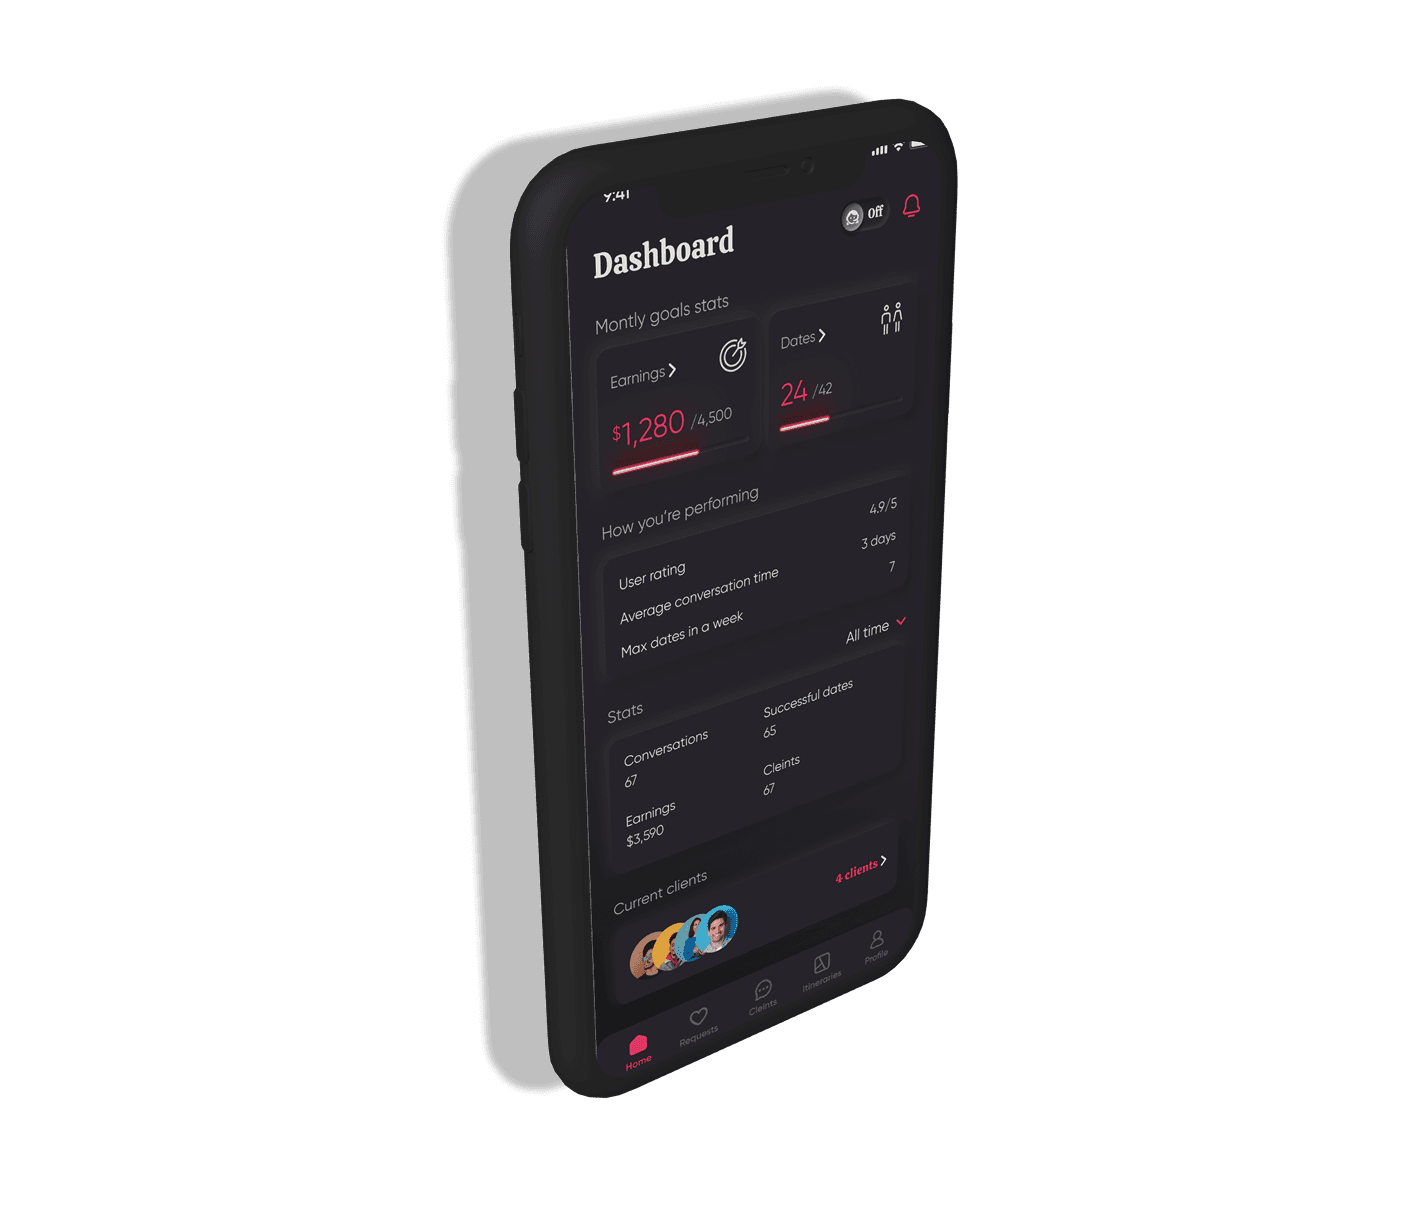 9:41
Off
Dashboard
Montly goals stats
Earnings
$1,280 /4,500
Dates
24 /42
How you're performing
User rating 4.9/5
Average conversation time 3 days
Max dates in a week 7
Stats
All time
Conversations
67
Successful dates
65
Earnings
$3,590
Cleints
67
Current clients
4 clients
Home
Requests
Cleints
Itineraries
Profile